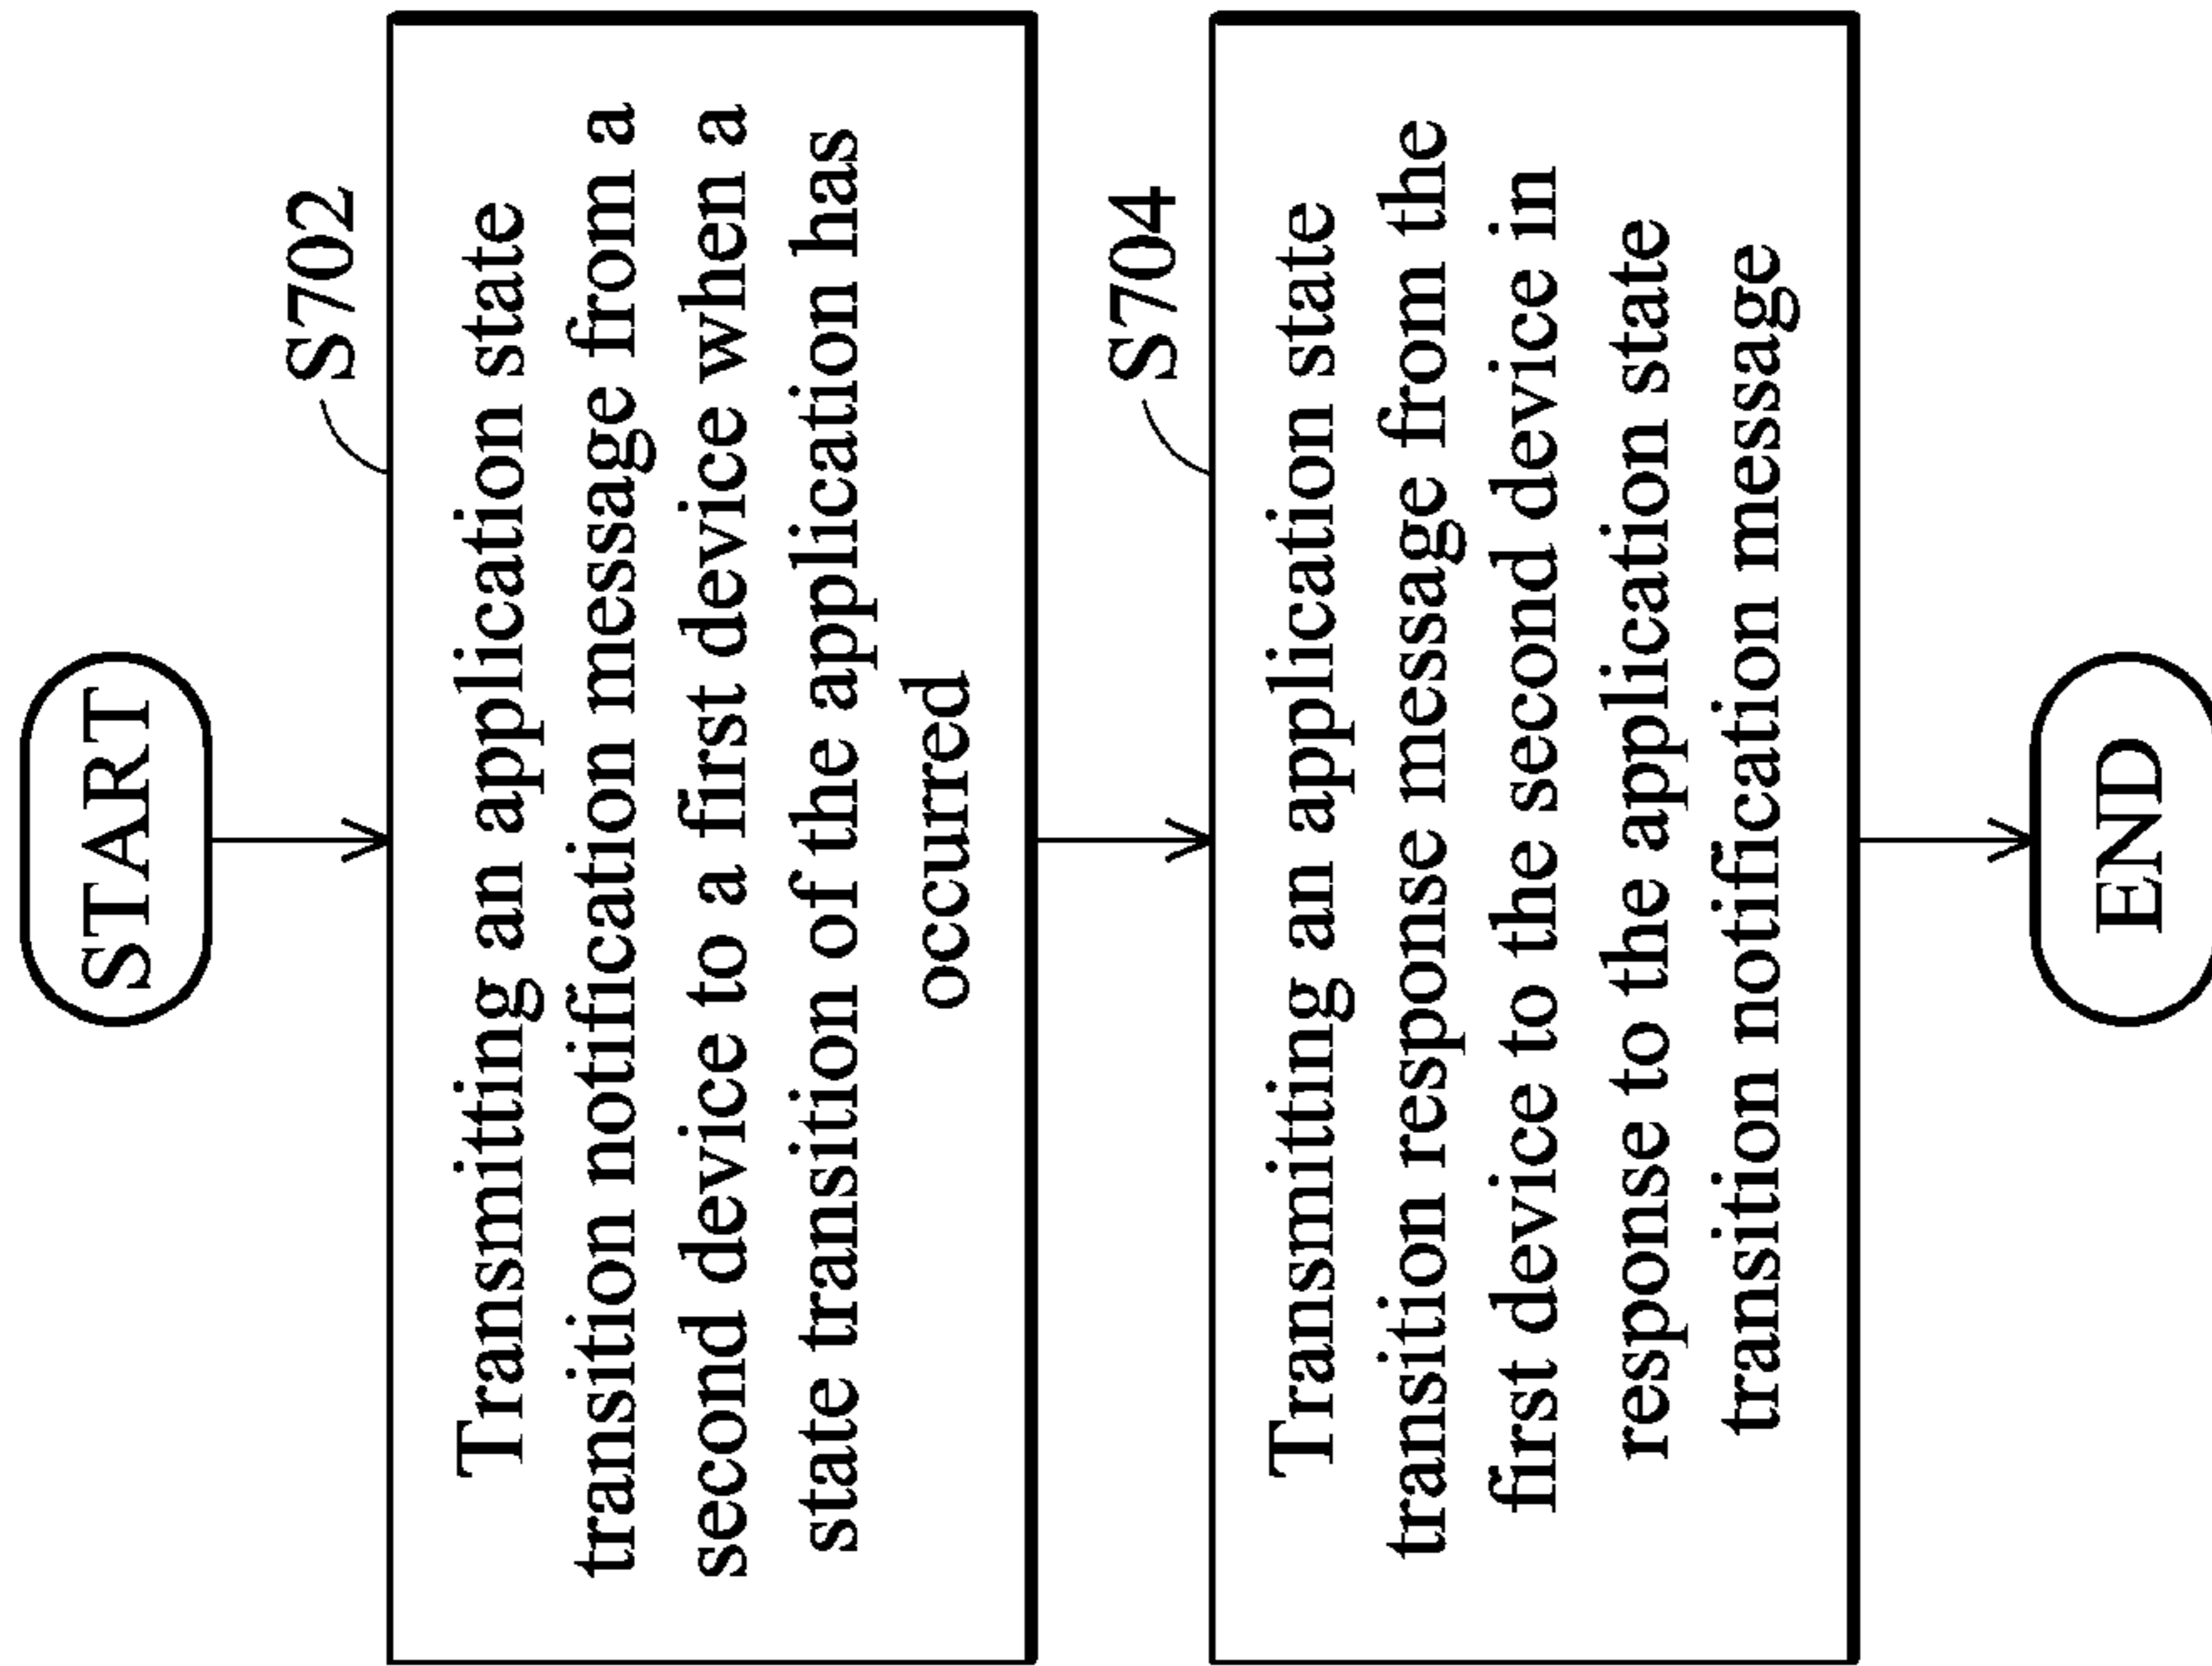 START
S702
Transmitting an application state
transition notification message from a
second device to a first device when a
state transition of the application has
occurred
S704
Transmitting an application state
transition response message from the
first device to the second device in
response to the application state
transition notification message
END